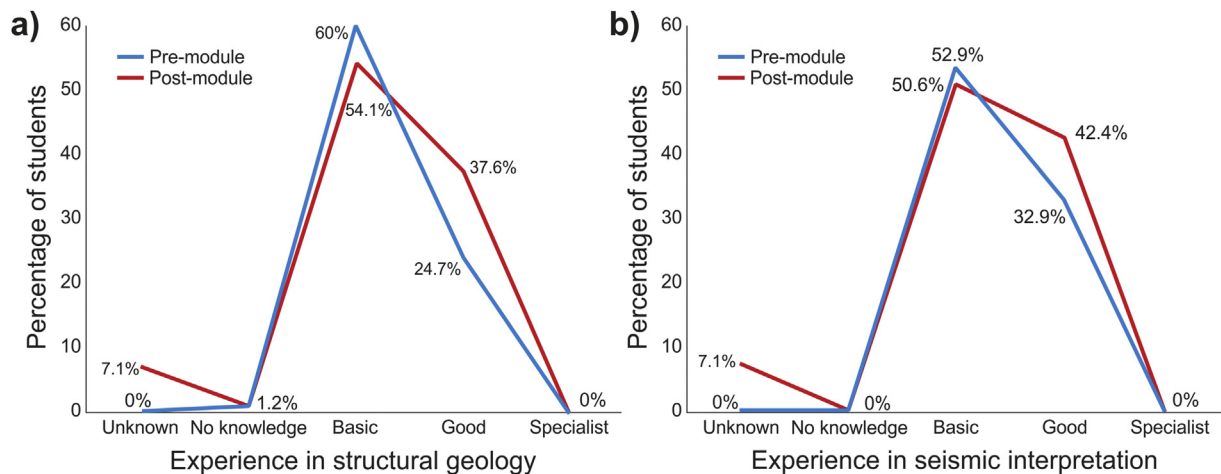 a)
Percentage of students
60
50
40
30
20
10
0
Pre-module
Post-module
60%
54.1%
37.6%
24.7%
7.1%
0%
1.2%
0%
Unknown
No knowledge
Basic
Good
Specialist
Experience in structural geology
b)
Percentage of students
60
50
40
30
20
10
0
Pre-module
Post-module
52.9%
50.6%
42.4%
32.9%
7.1%
0%
0%
0%
Unknown
No knowledge
Basic
Good
Specialist
Experience in seismic interpretation